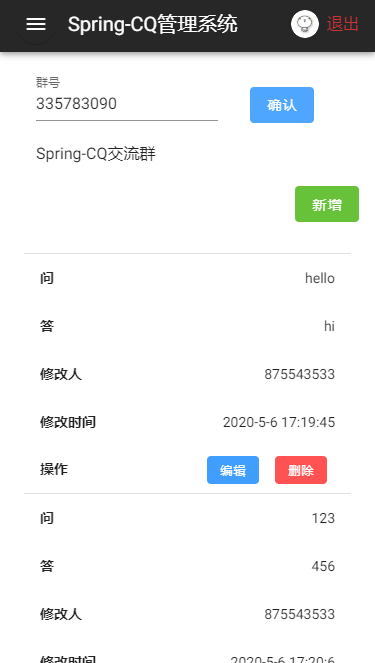 Spring-CQ管理系统 退出
群号
335783090 确认
Spring-CQ交流群
新增
问 hello
答 hi
修改人 875543533
修改时间 2020-5-6 17:19:45
操作 编辑 删除
问 123
答 456
修改人 875543533
修改时间 2020-5-6 17:20:6